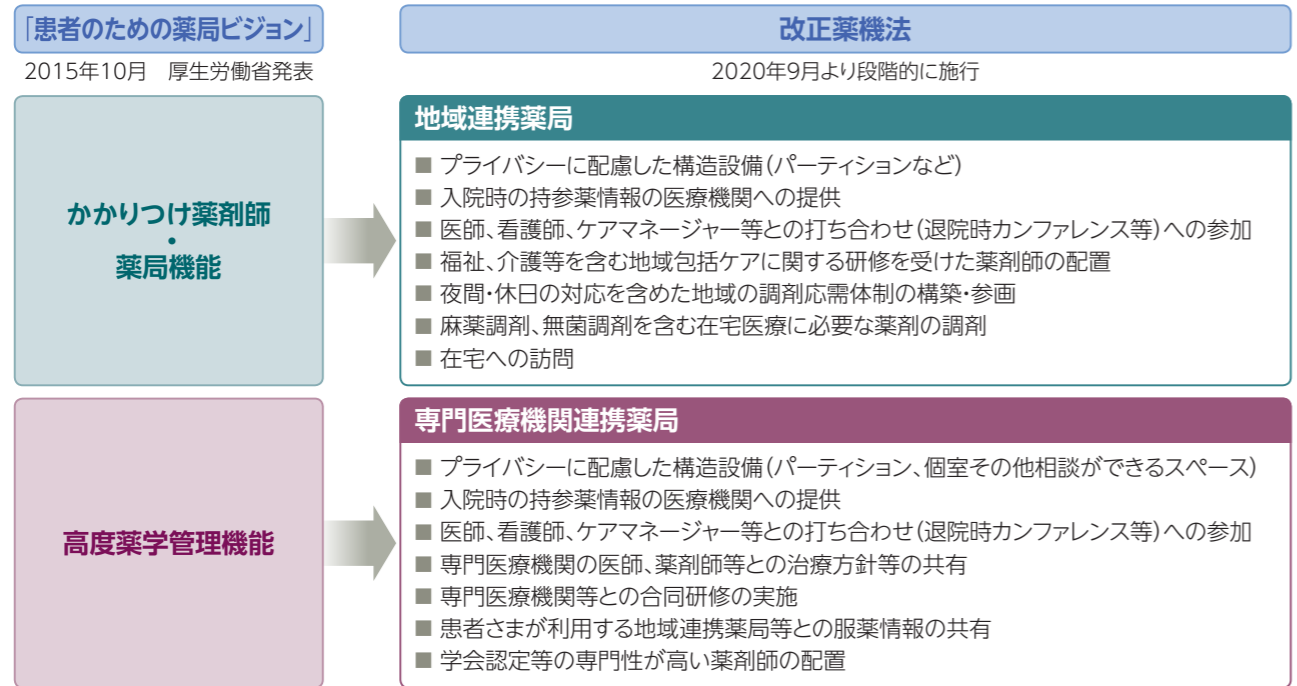 「患者のための薬局ビジョン」
2015年10月　厚生労働省発表
改正薬機法
2020年9月より段階的に施行
かかりつけ薬剤師
・
薬局機能
地域連携薬局
■ プライバシーに配慮した構造設備（パーティションなど）
■ 入院時の持参薬情報の医療機関への提供
■ 医師、看護師、ケアマネージャー等との打ち合わせ（退院時カンファレンス等）への参加
■ 福祉、介護等を含む地域包括ケアに関する研修を受けた薬剤師の配置
■ 夜間・休日の対応を含めた地域の調剤応需体制の構築・参画
■ 麻薬調剤、無菌調剤を含む在宅医療に必要な薬剤の調剤
■ 在宅への訪問
高度薬学管理機能
専門医療機関連携薬局
■ プライバシーに配慮した構造設備（パーティション、個室その他相談ができるスペース）
■ 入院時の持参薬情報の医療機関への提供
■ 医師、看護師、ケアマネージャー等との打ち合わせ（退院時カンファレンス等）への参加
■ 専門医療機関の医師、薬剤師等との治療方針等の共有
■ 専門医療機関等との合同研修の実施
■ 患者さまが利用する地域連携薬局等との服薬情報の共有
■ 学会認定等の専門性が高い薬剤師の配置